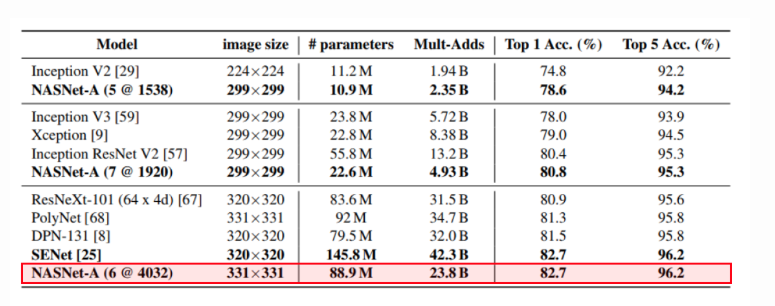 Model image size # parameters Mult-Adds Top 1 Acc. (%) Top 5 Acc. (%)
Inception V2 [29] 224×224 11.2 M 1.94 B 74.8 92.2
NASNet-A (5 @ 1538) 299×299 10.9 M 2.35 B 78.6 94.2
Inception V3 [59] 299×299 23.8 M 5.72 B 78.0 93.9
Xception [9] 299×299 22.8 M 8.38 B 79.0 94.5
Inception ResNet V2 [57] 299×299 55.8 M 13.2 B 80.4 95.3
NASNet-A (7 @ 1920) 299×299 22.6 M 4.93 B 80.8 95.3
ResNeXt-101 (64 x 4d) [67] 320×320 83.6 M 31.5 B 80.9 95.6
PolyNet [68] 331×331 92 M 34.7 B 81.3 95.8
DPN-131 [8] 320×320 79.5 M 32.0 B 81.5 95.8
SENet [25] 320×320 145.8 M 42.3 B 82.7 96.2
NASNet-A (6 @ 4032) 331×331 88.9 M 23.8 B 82.7 96.2